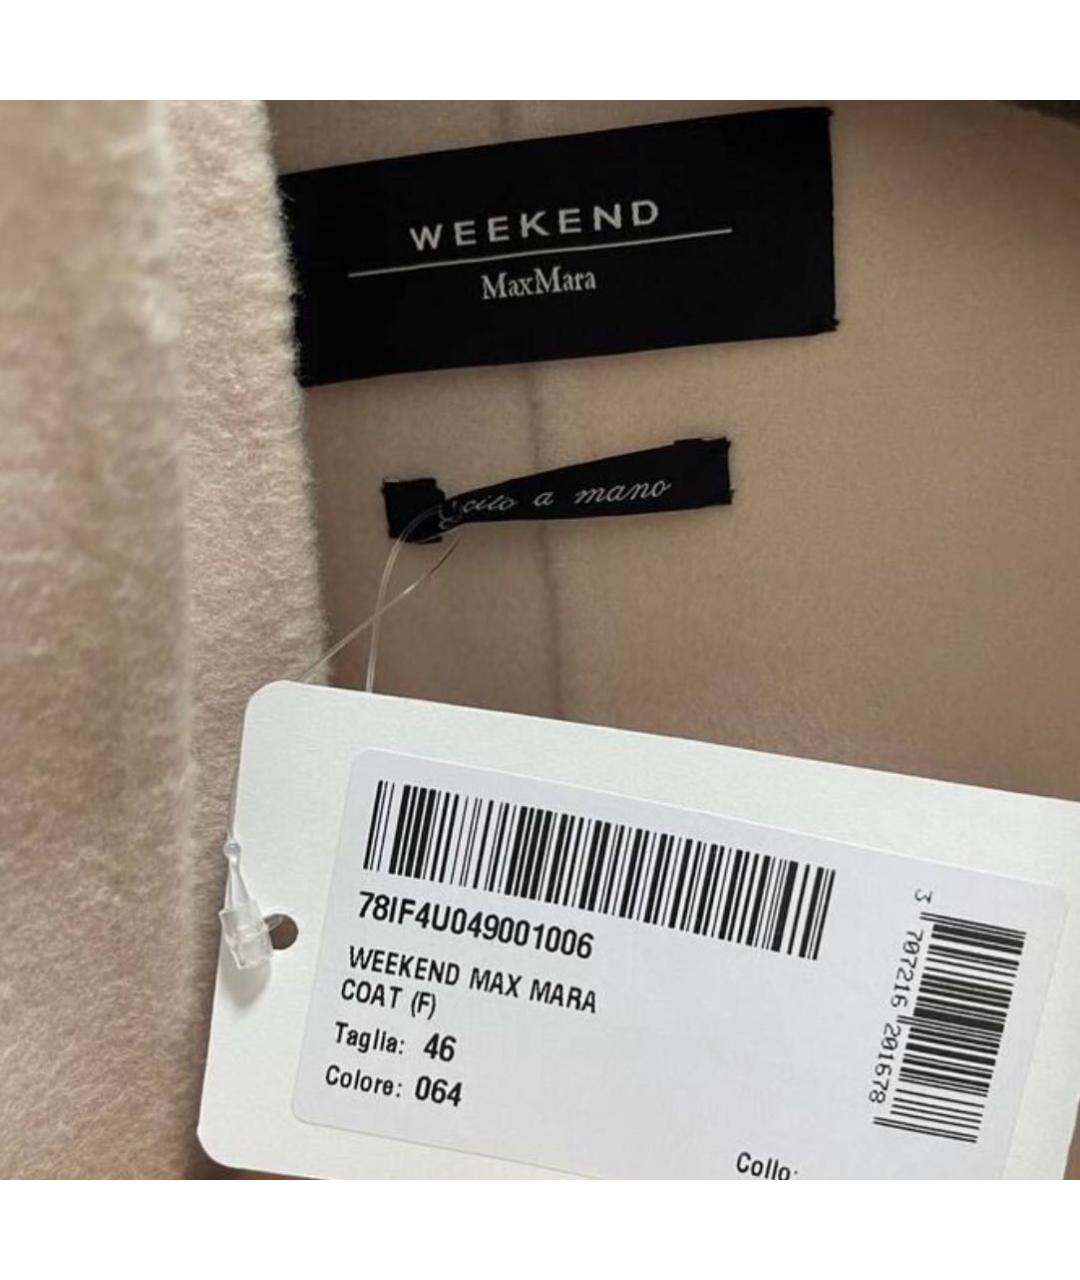 WEEKEND
MaxMara
a mano
78IF4U049001006
WEEKEND MAX MARA
COAT (F)
Taglia: 46
Colore: 064
3 707216 201678
Collo: